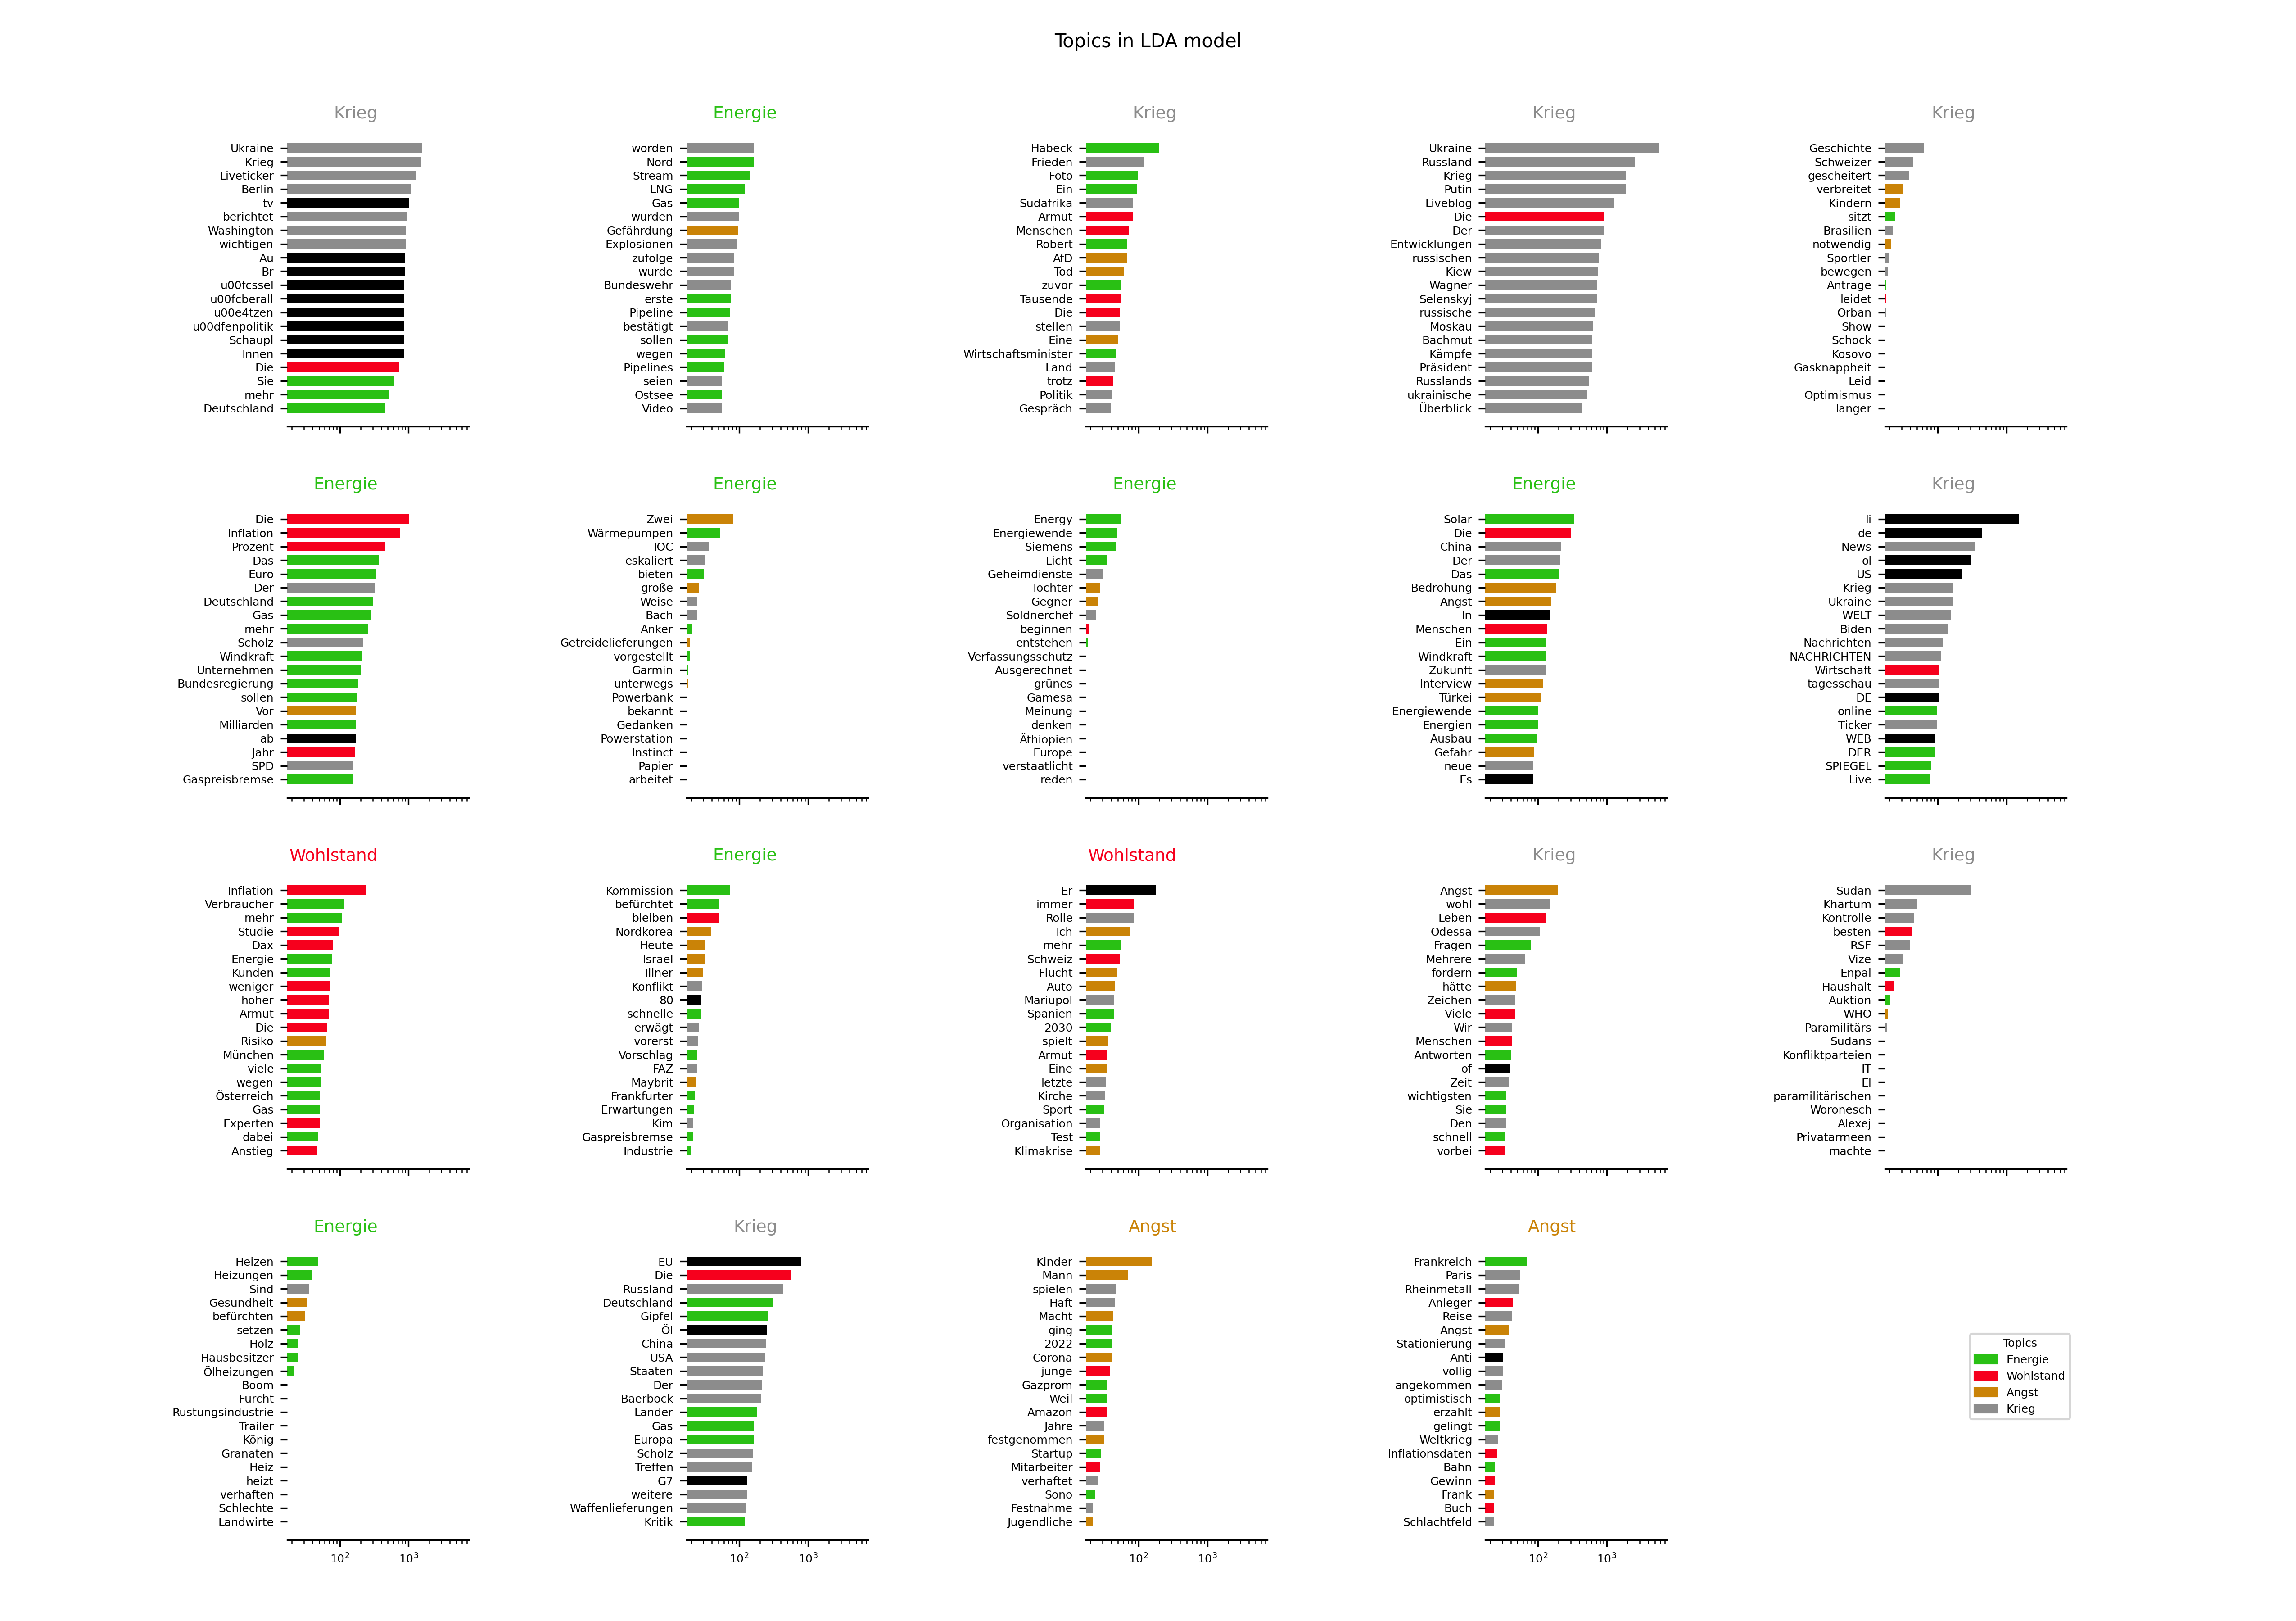 Topics in LDA model
Krieg
Ukraine
Krieg
Liveticker
Berlin
tv
berichtet
Washington
wichtigen
Au
Br
u00fcssel
u00fcberall
u00e4tzen
u00dfenpolitik
Schaupl
Innen
Die
Sie
mehr
Deutschland
Energie
worden
Nord
Stream
LNG
Gas
wurden
Gefährdung
Explosionen
zufolge
wurde
Bundeswehr
erste
Pipeline
bestätigt
sollen
wegen
Pipelines
seien
Ostsee
Video
Krieg
Habeck
Frieden
Foto
Ein
Südafrika
Armut
Menschen
Robert
AfD
Tod
zuvor
Tausende
Die
stellen
Eine
Wirtschaftsminister
Land
trotz
Politik
Gespräch
Krieg
Ukraine
Russland
Krieg
Putin
Liveblog
Die
Der
Entwicklungen
russischen
Kiew
Wagner
Selenskyj
russische
Moskau
Bachmut
Kämpfe
Präsident
Russlands
ukrainische
Überblick
Krieg
Geschichte
Schweizer
gescheitert
verbreitet
Kindern
sitzt
Brasilien
notwendig
Sportler
bewegen
Anträge
leidet
Orban
Show
Schock
Kosovo
Gasknappheit
Leid
Optimismus
langer
Energie
Die
Inflation
Prozent
Das
Euro
Der
Deutschland
Gas
mehr
Scholz
Windkraft
Unternehmen
Bundesregierung
sollen
Vor
Milliarden
ab
Jahr
SPD
Gaspreisbremse
Energie
Zwei
Wärmepumpen
IOC
eskaliert
bieten
große
Weise
Bach
Anker
Getreidelieferungen
vorgestellt
Garmin
unterwegs
Powerbank
bekannt
Gedanken
Powerstation
Instinct
Papier
arbeitet
Energie
Energy
Energiewende
Siemens
Licht
Geheimdienste
Tochter
Gegner
Söldnerchef
beginnen
entstehen
Verfassungsschutz
Ausgerechnet
grünes
Gamesa
Meinung
denken
Äthiopien
Europe
verstaatlicht
reden
Energie
Solar
Die
China
Der
Das
Bedrohung
Angst
In
Menschen
Ein
Windkraft
Zukunft
Interview
Türkei
Energiewende
Energien
Ausbau
Gefahr
neue
Es
Krieg
li
de
News
ol
US
Krieg
Ukraine
WELT
Biden
Nachrichten
NACHRICHTEN
Wirtschaft
tagesschau
DE
online
Ticker
WEB
DER
SPIEGEL
Live
Wohlstand
Inflation
Verbraucher
mehr
Studie
Dax
Energie
Kunden
weniger
hoher
Armut
Die
Risiko
München
viele
wegen
Österreich
Gas
Experten
dabei
Anstieg
Energie
Kommission
befürchtet
bleiben
Nordkorea
Heute
Israel
Illner
Konflikt
80
schnelle
erwägt
vorerst
Vorschlag
FAZ
Maybrit
Frankfurter
Erwartungen
Kim
Gaspreisbremse
Industrie
Wohlstand
Er
immer
Rolle
Ich
mehr
Schweiz
Flucht
Auto
Mariupol
Spanien
2030
spielt
Armut
Eine
letzte
Kirche
Sport
Organisation
Test
Klimakrise
Krieg
Angst
wohl
Leben
Odessa
Fragen
Mehrere
fordern
hätte
Zeichen
Viele
Wir
Menschen
Antworten
of
Zeit
wichtigsten
Sie
Den
schnell
vorbei
Krieg
Sudan
Khartum
Kontrolle
besten
RSF
Vize
Enpal
Haushalt
Auktion
WHO
Paramilitärs
Sudans
Konfliktparteien
IT
El
paramilitärischen
Woronesch
Alexej
Privatarmeen
machte
Energie
Heizen
Heizungen
Sind
Gesundheit
befürchten
setzen
Holz
Hausbesitzer
Ölheizungen
Boom
Furcht
Rüstungsindustrie
Trailer
König
Granaten
Heiz
heizt
verhaften
Schlechte
Landwirte
10² 10³
Krieg
EU
Die
Russland
Deutschland
Gipfel
Öl
China
USA
Staaten
Der
Baerbock
Länder
Gas
Europa
Scholz
Treffen
G7
weitere
Waffenlieferungen
Kritik
10² 10³
Angst
Kinder
Mann
spielen
Haft
Macht
ging
2022
Corona
junge
Gazprom
Weil
Amazon
Jahre
festgenommen
Startup
Mitarbeiter
verhaftet
Sono
Festnahme
Jugendliche
10² 10³
Angst
Frankreich
Paris
Rheinmetall
Anleger
Reise
Angst
Stationierung
Anti
völlig
angekommen
optimistisch
erzählt
gelingt
Weltkrieg
Inflationsdaten
Bahn
Gewinn
Frank
Buch
Schlachtfeld
10² 10³
Topics
Energie
Wohlstand
Angst
Krieg